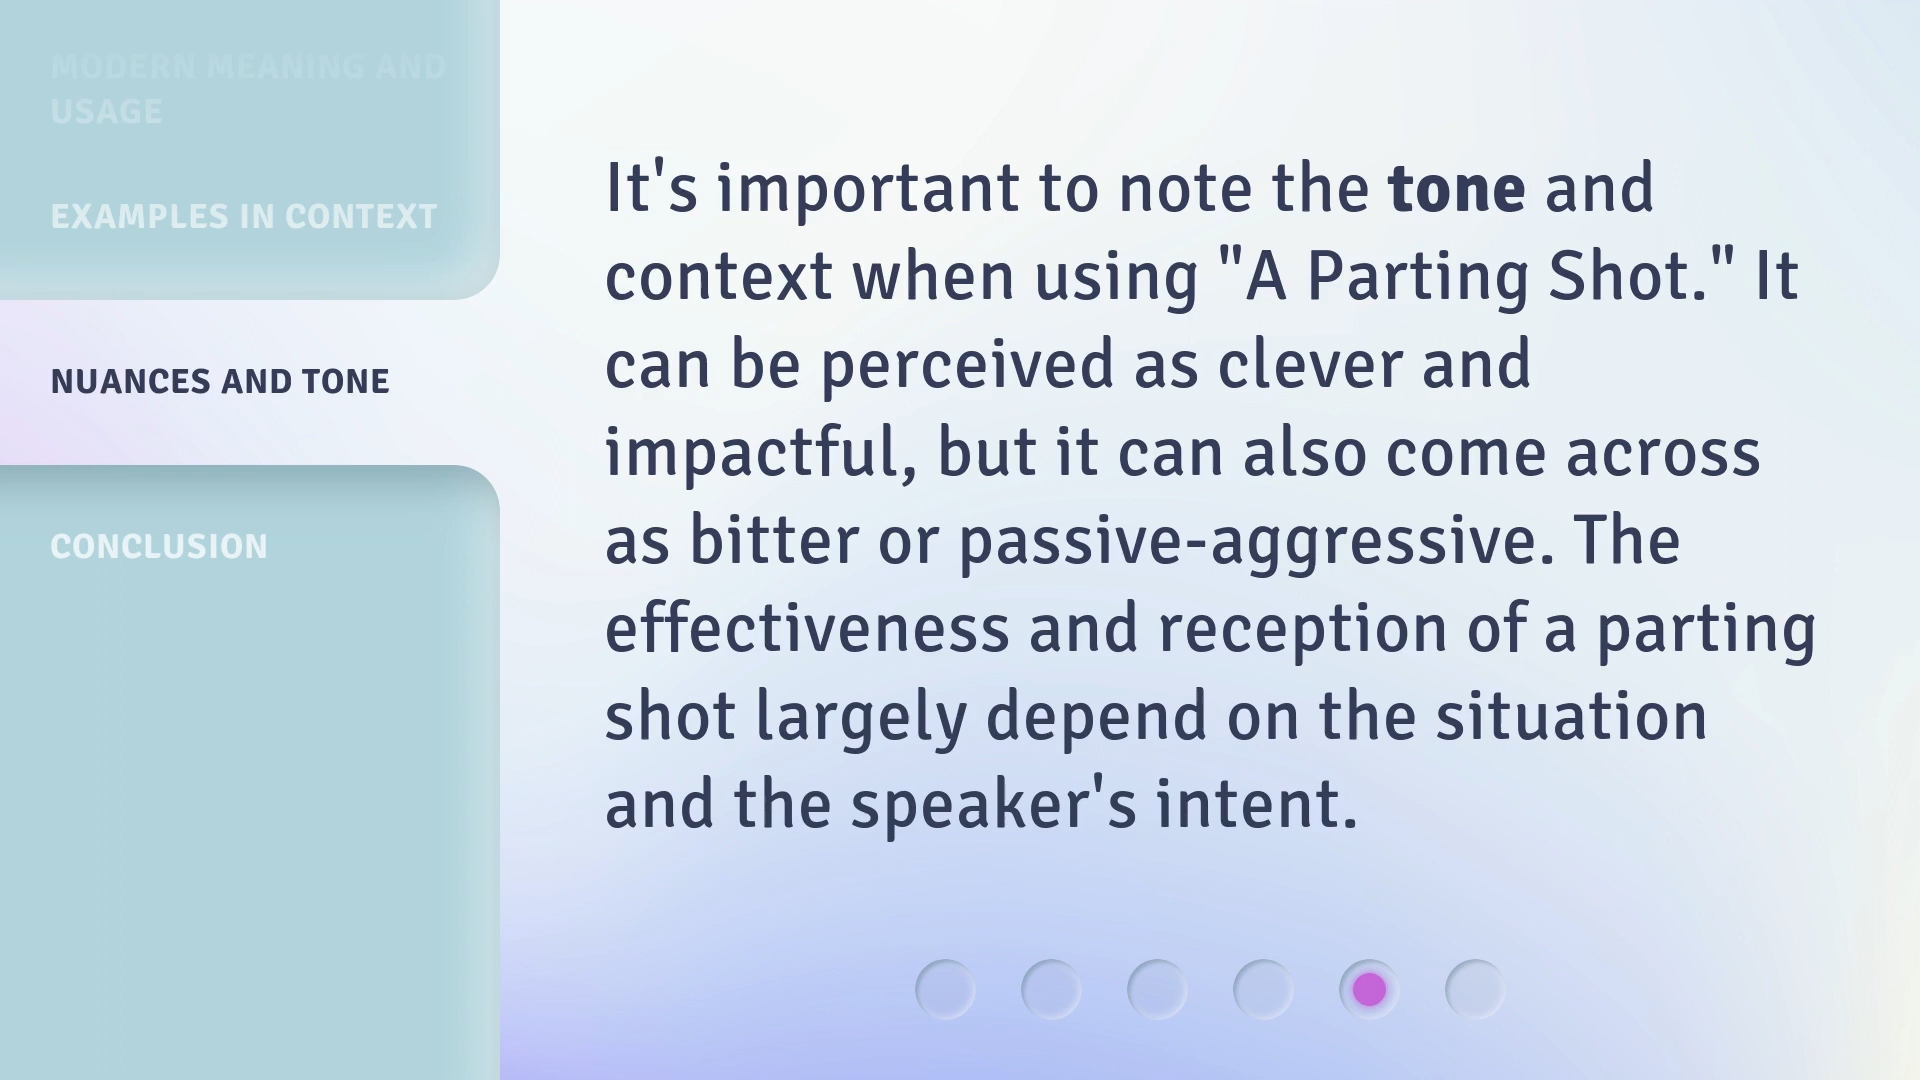 MODERN MEANING AND
USAGE
EXAMPLES IN CONTEXT
NUANCES AND TONE
CONCLUSION
It's important to note the tone and
context when using "A Parting Shot." It
can be perceived as clever and
impactful, but it can also come across
as bitter or passive-aggressive. The
effectiveness and reception of a parting
shot largely depend on the situation
and the speaker's intent.